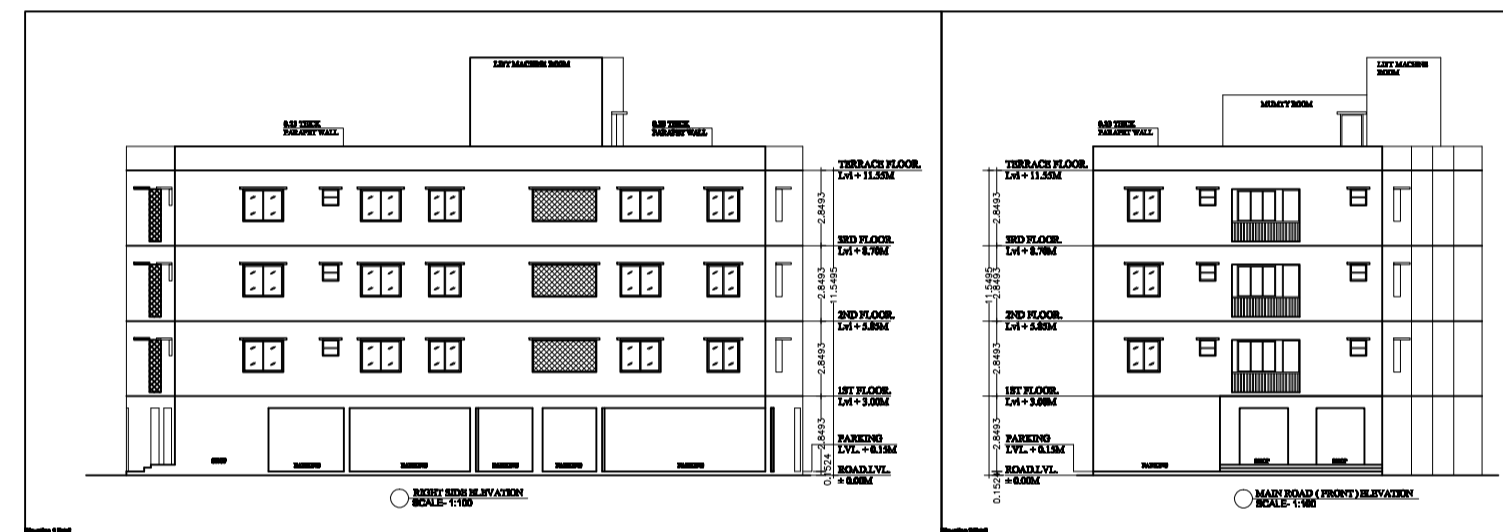 LIFT MACHINE ROOM
0.23 THICK
PARAPET WALL
0.23 THICK
PARAPET WALL
TERRACE FLOOR.
Lvl + 11.55M
2.8493
3RD FLOOR.
Lvl + 8.70M
2.8493
11.5495
2ND FLOOR.
Lvl + 5.85M
2.8493
1ST FLOOR.
Lvl + 3.00M
2.8493
PARKING
LVL. + 0.15M
0.1524
ROAD.LVL.
± 0.00M
SHOP
PARKING
PARKING
PARKING
PARKING
PARKING
RIGHT SIDE ELEVATION
SCALE- 1:100
LIFT MACHINE
ROOM
MUMTY ROOM
0.23 THICK
PARAPET WALL
TERRACE FLOOR.
Lvl + 11.55M
2.8493
3RD FLOOR.
Lvl + 8.70M
2.8493
11.5495
2ND FLOOR.
Lvl + 5.85M
2.8493
1ST FLOOR.
Lvl + 3.00M
2.8493
PARKING
LVL. + 0.15M
ROAD.LVL.
± 0.00M
0.1524
PARKING
SHOP
SHOP
MAIN ROAD ( FRONT ) ELEVATION
SCALE- 1:100